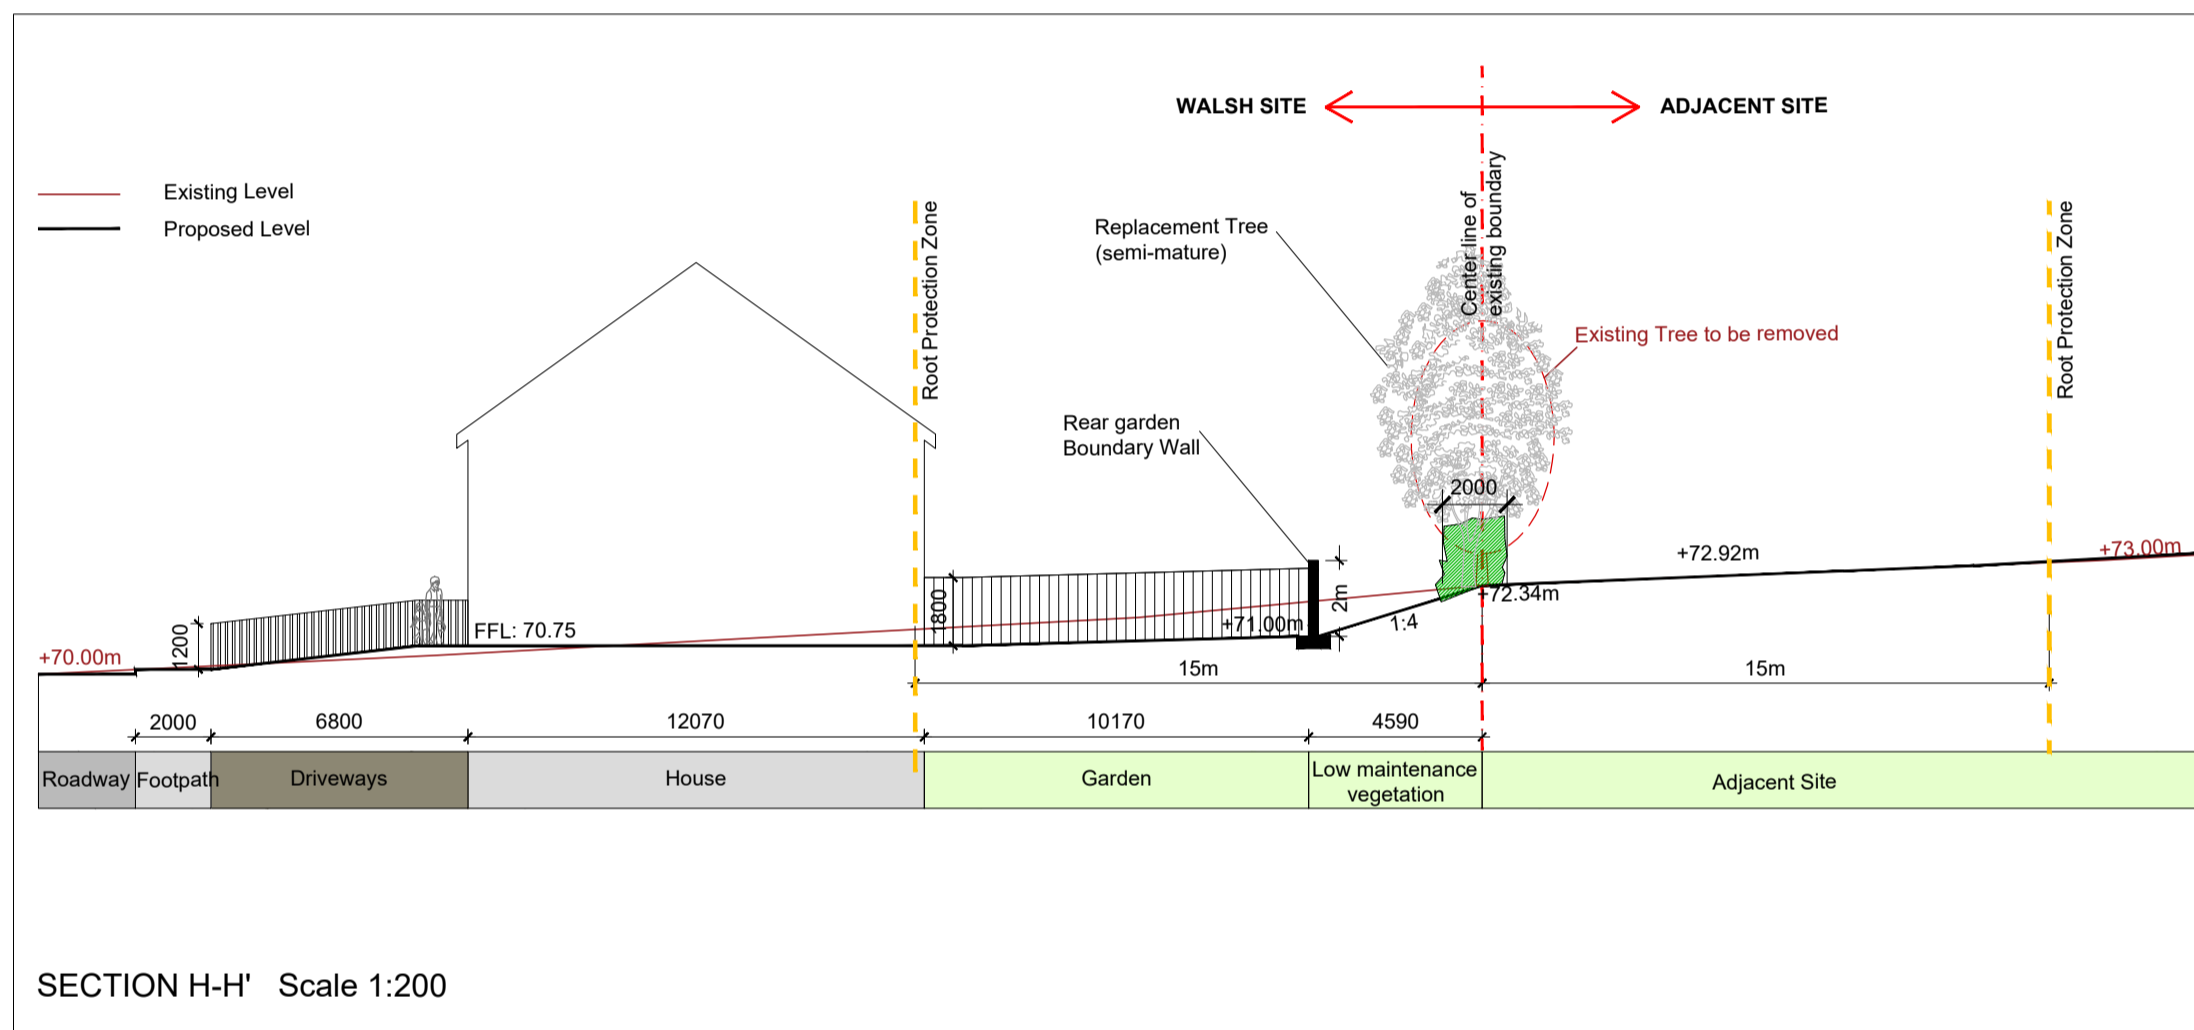 WALSH SITE
ADJACENT SITE
Existing Level
Proposed Level
Root Protection Zone
Replacement Tree
(semi-mature)
Center line of
existing boundary
Existing Tree to be removed
Root Protection Zone
Rear garden
Boundary Wall
2000
+72.92m
+73.00m
+72.34m
2m
1:4
+71.00m
1800
FFL: 70.75
1200
+70.00m
15m
15m
2000
6800
12070
10170
4590
Roadway
Footpath
Driveways
House
Garden
Low maintenance
vegetation
Adjacent Site
SECTION H-H' Scale 1:200